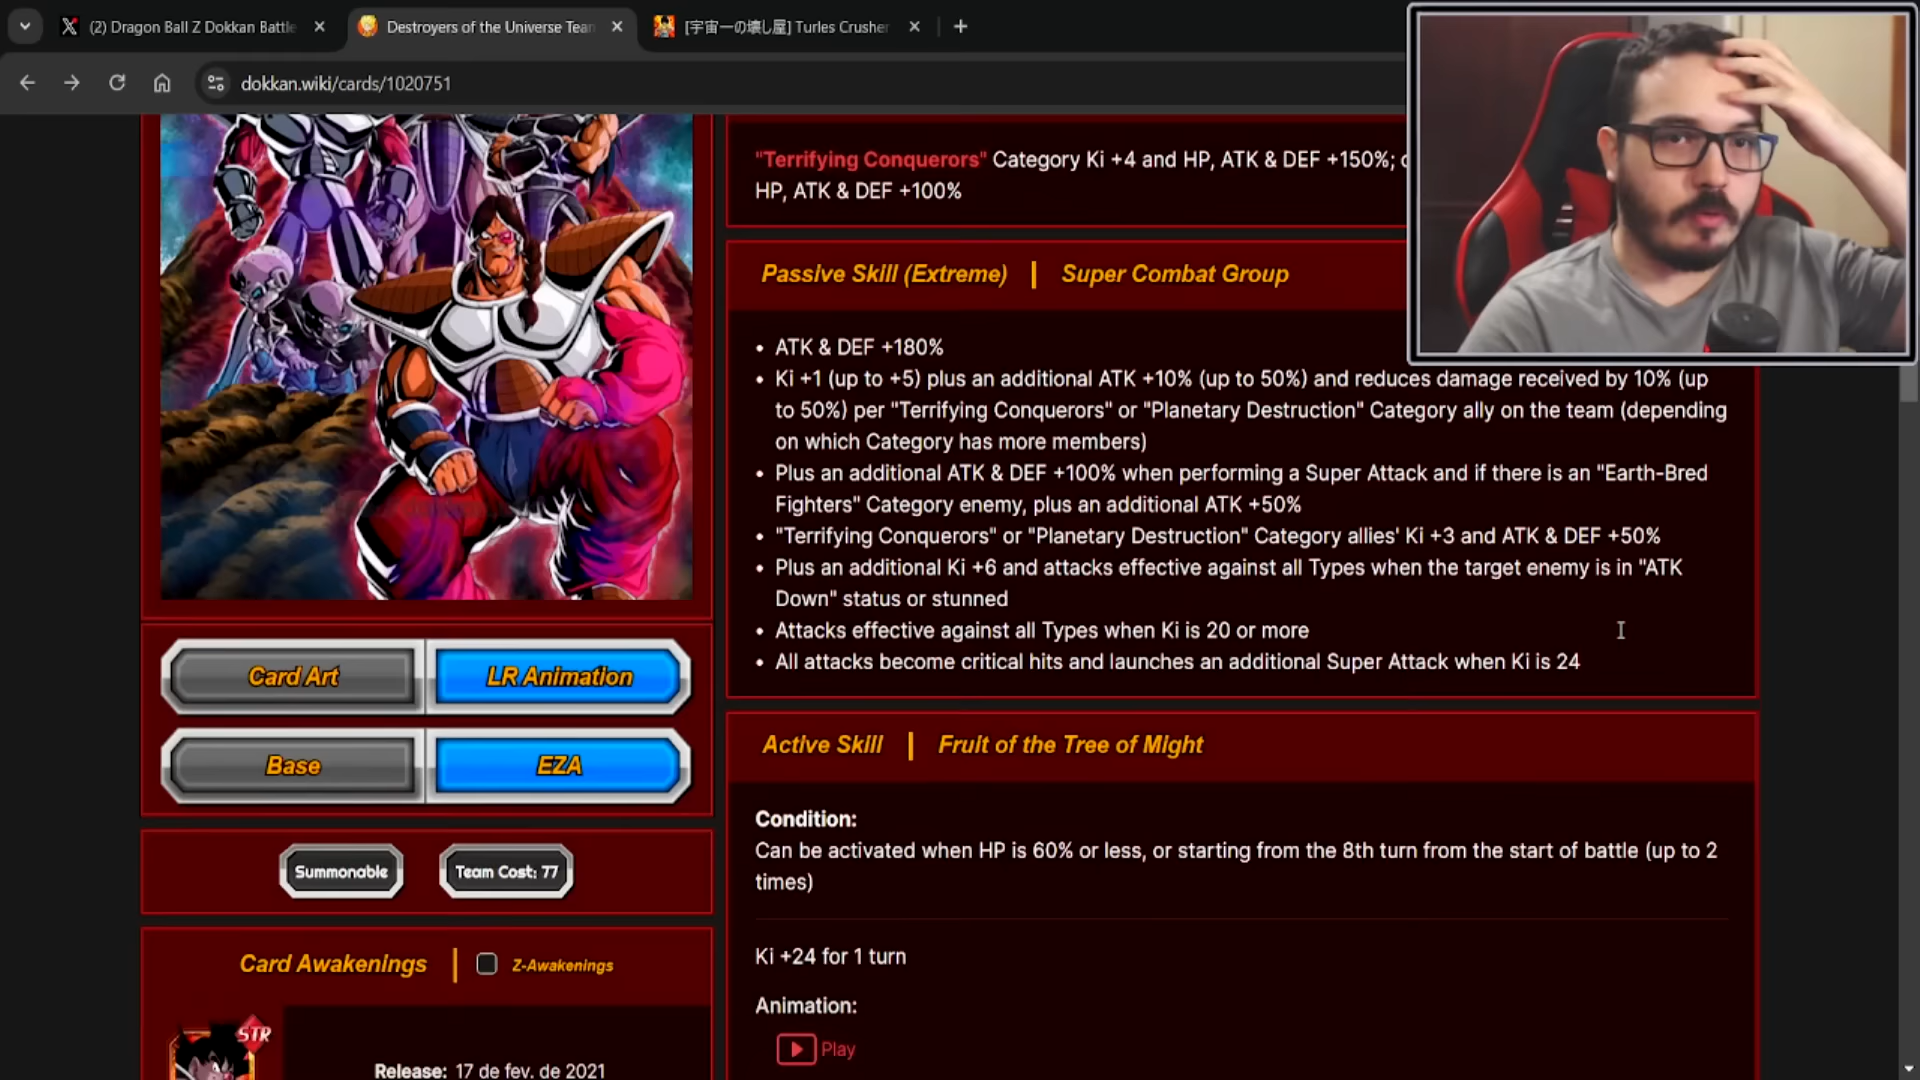 (2) Dragon Ball Z Dokkan Battle
Destroyers of the Universe Tean
[宇宙一の壊し屋] Turles Crusher
dokkan.wiki/cards/1020751
"Terrifying Conquerors" Category Ki +4 and HP, ATK & DEF +150%;
HP, ATK & DEF +100%
Passive Skill (Extreme) | Super Combat Group
• ATK & DEF +180%
• Ki +1 (up to +5) plus an additional ATK +10% (up to 50%) and reduces damage received by 10% (up
to 50%) per "Terrifying Conquerors" or "Planetary Destruction" Category ally on the team (depending
on which Category has more members)
• Plus an additional ATK & DEF +100% when performing a Super Attack and if there is an "Earth-Bred
Fighters" Category enemy, plus an additional ATK +50%
• "Terrifying Conquerors" or "Planetary Destruction" Category allies' Ki +3 and ATK & DEF +50%
• Plus an additional Ki +6 and attacks effective against all Types when the target enemy is in "ATK
Down" status or stunned
• Attacks effective against all Types when Ki is 20 or more
• All attacks become critical hits and launches an additional Super Attack when Ki is 24
Card Art
LR Animation
Base
EZA
Summonable
Team Cost: 77
Card Awakenings | Z-Awakenings
STR
Release: 17 de fev. de 2021
Active Skill | Fruit of the Tree of Might
Condition:
Can be activated when HP is 60% or less, or starting from the 8th turn from the start of battle (up to 2
times)
Ki +24 for 1 turn
Animation:
Play